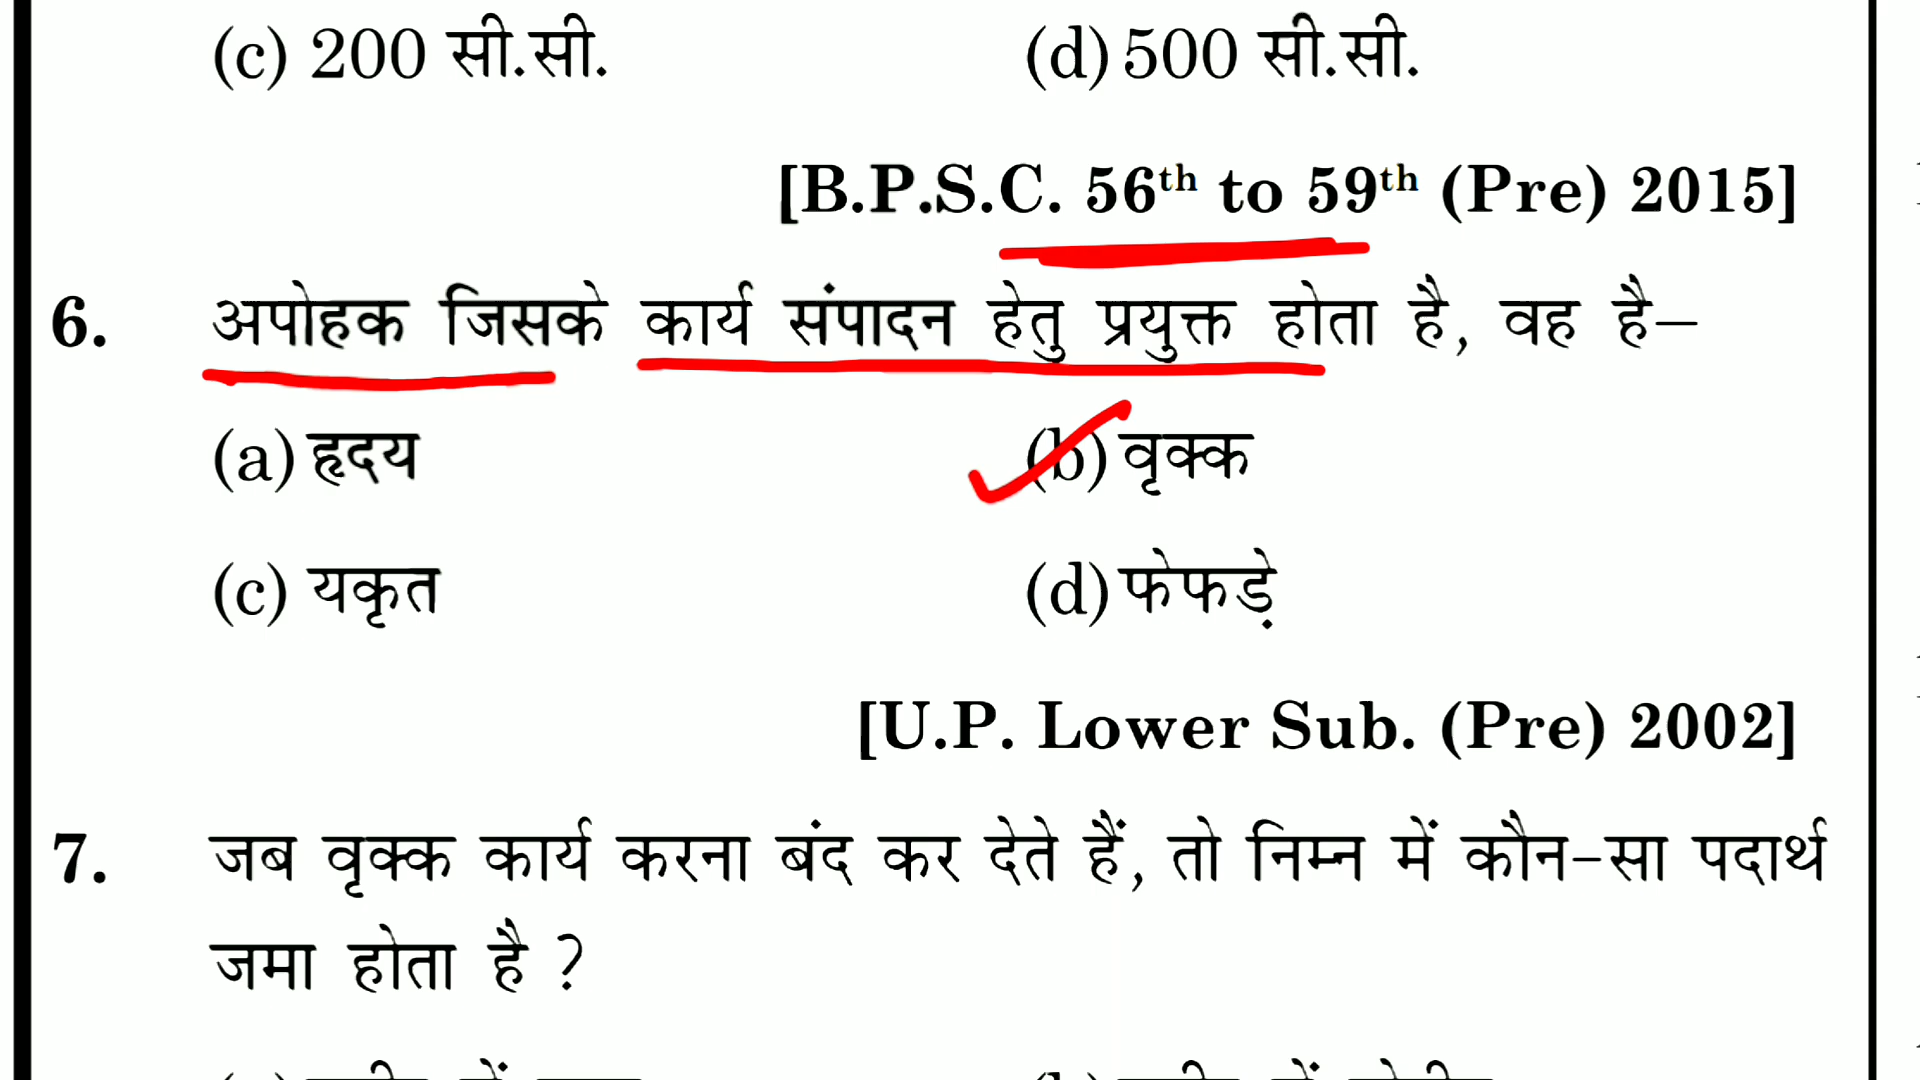 (c) 200 सी.सी. (d) 500 सी.सी.
[B.P.S.C. 56th to 59th (Pre) 2015]
6. अपोहक जिसके कार्य संपादन हेतु प्रयुक्त होता है, वह है–
(a) हृदय (b) वृक्क
(c) यकृत (d) फेफड़े
[U.P. Lower Sub. (Pre) 2002]
7. जब वृक्क कार्य करना बंद कर देते हैं, तो निम्न में कौन-सा पदार्थ
जमा होता है ?